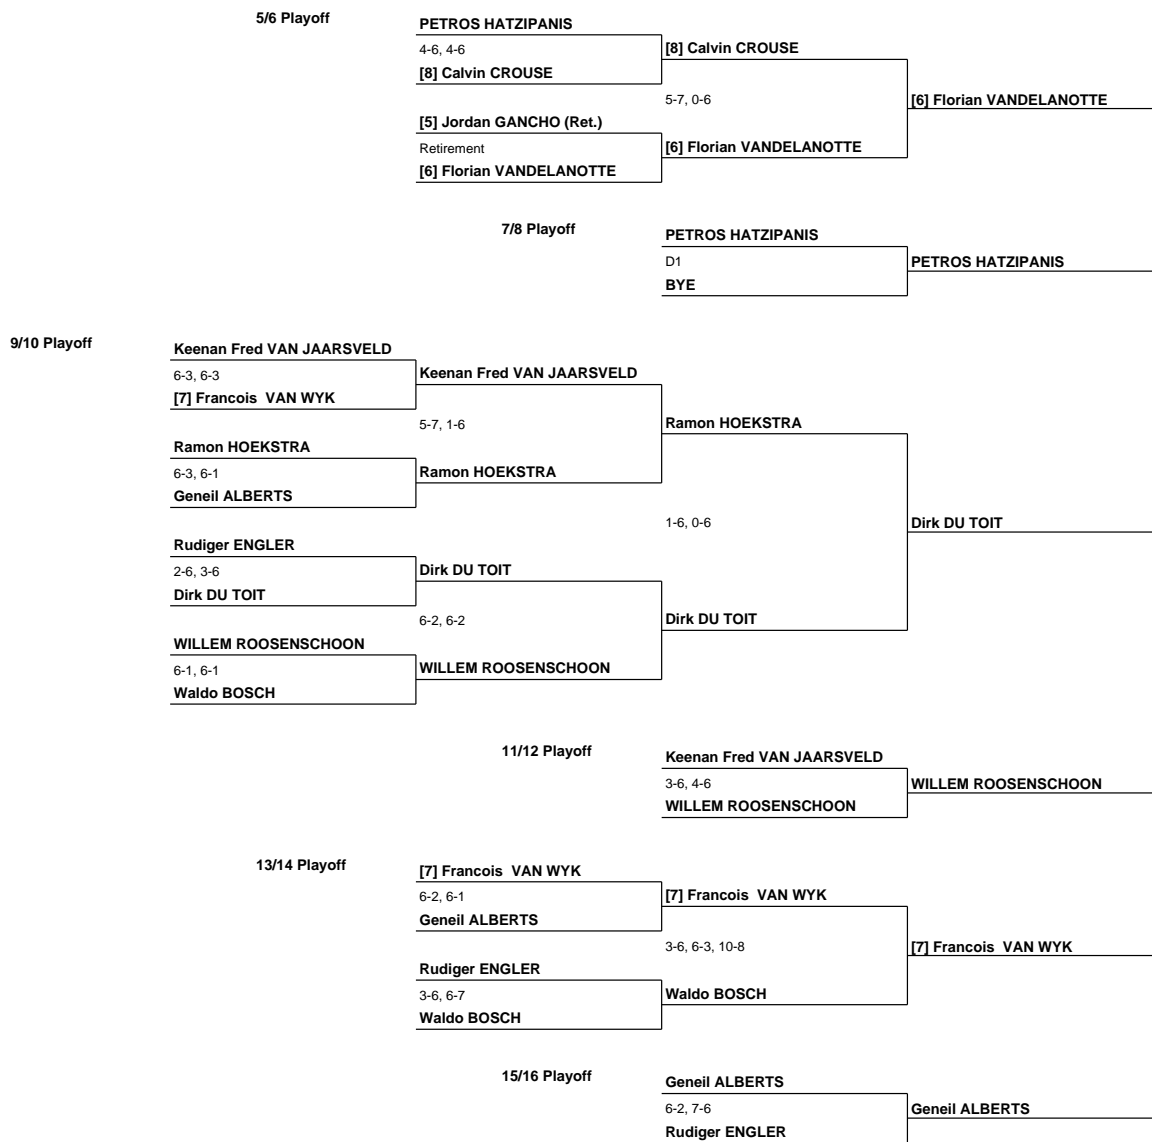 5/6 Playoff
PETROS HATZIPANIS
4-6, 4-6
[8] Calvin CROUSE
[8] Calvin CROUSE
5-7, 0-6
[6] Florian VANDELANOTTE
[5] Jordan GANCHO (Ret.)
Retirement
[6] Florian VANDELANOTTE
[6] Florian VANDELANOTTE
7/8 Playoff
PETROS HATZIPANIS
D1
PETROS HATZIPANIS
BYE
9/10 Playoff
Keenan Fred VAN JAARSVELD
6-3, 6-3
Keenan Fred VAN JAARSVELD
[7] Francois  VAN WYK
5-7, 1-6
Ramon HOEKSTRA
Ramon HOEKSTRA
6-3, 6-1
Ramon HOEKSTRA
Geneil ALBERTS
1-6, 0-6
Dirk DU TOIT
Rudiger ENGLER
2-6, 3-6
Dirk DU TOIT
Dirk DU TOIT
6-2, 6-2
Dirk DU TOIT
WILLEM ROOSENSCHOON
6-1, 6-1
WILLEM ROOSENSCHOON
Waldo BOSCH
11/12 Playoff
Keenan Fred VAN JAARSVELD
3-6, 4-6
WILLEM ROOSENSCHOON
WILLEM ROOSENSCHOON
13/14 Playoff
[7] Francois  VAN WYK
6-2, 6-1
[7] Francois  VAN WYK
Geneil ALBERTS
3-6, 6-3, 10-8
[7] Francois  VAN WYK
Rudiger ENGLER
3-6, 6-7
Waldo BOSCH
Waldo BOSCH
15/16 Playoff
Geneil ALBERTS
6-2, 7-6
Geneil ALBERTS
Rudiger ENGLER